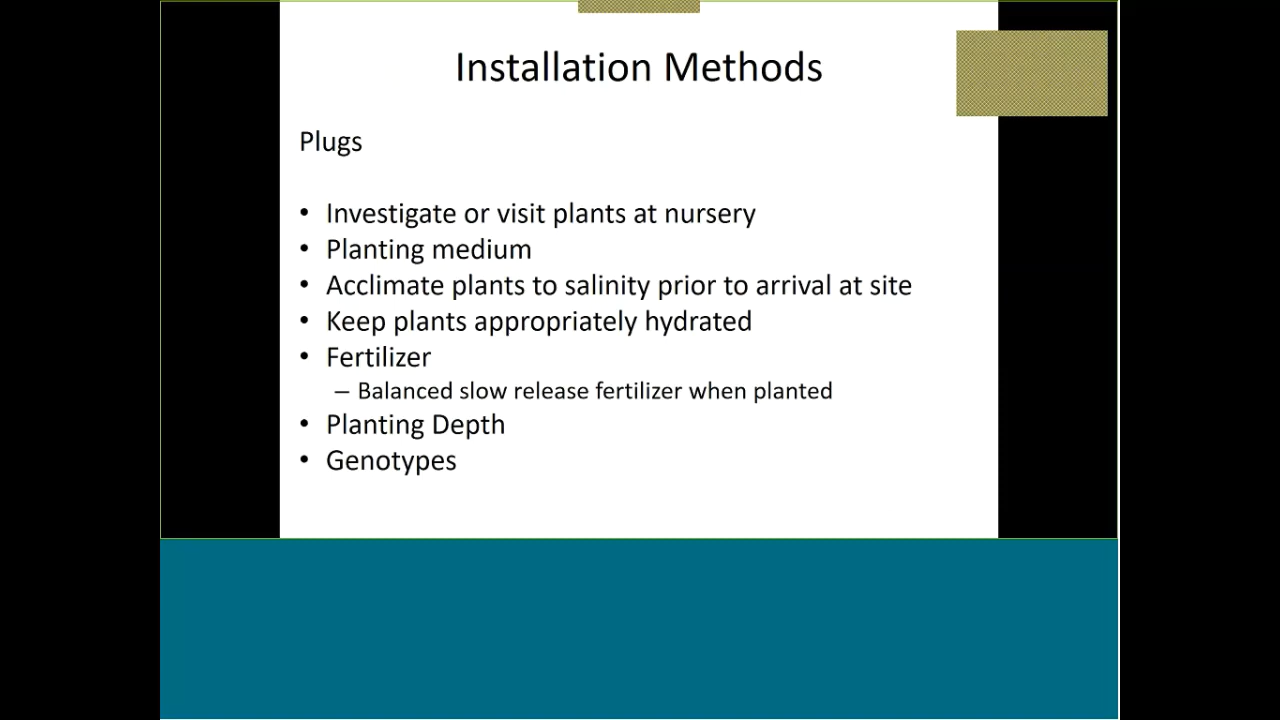 Installation Methods
Plugs
• Investigate or visit plants at nursery
• Planting medium
• Acclimate plants to salinity prior to arrival at site
• Keep plants appropriately hydrated
• Fertilizer
– Balanced slow release fertilizer when planted
• Planting Depth
• Genotypes